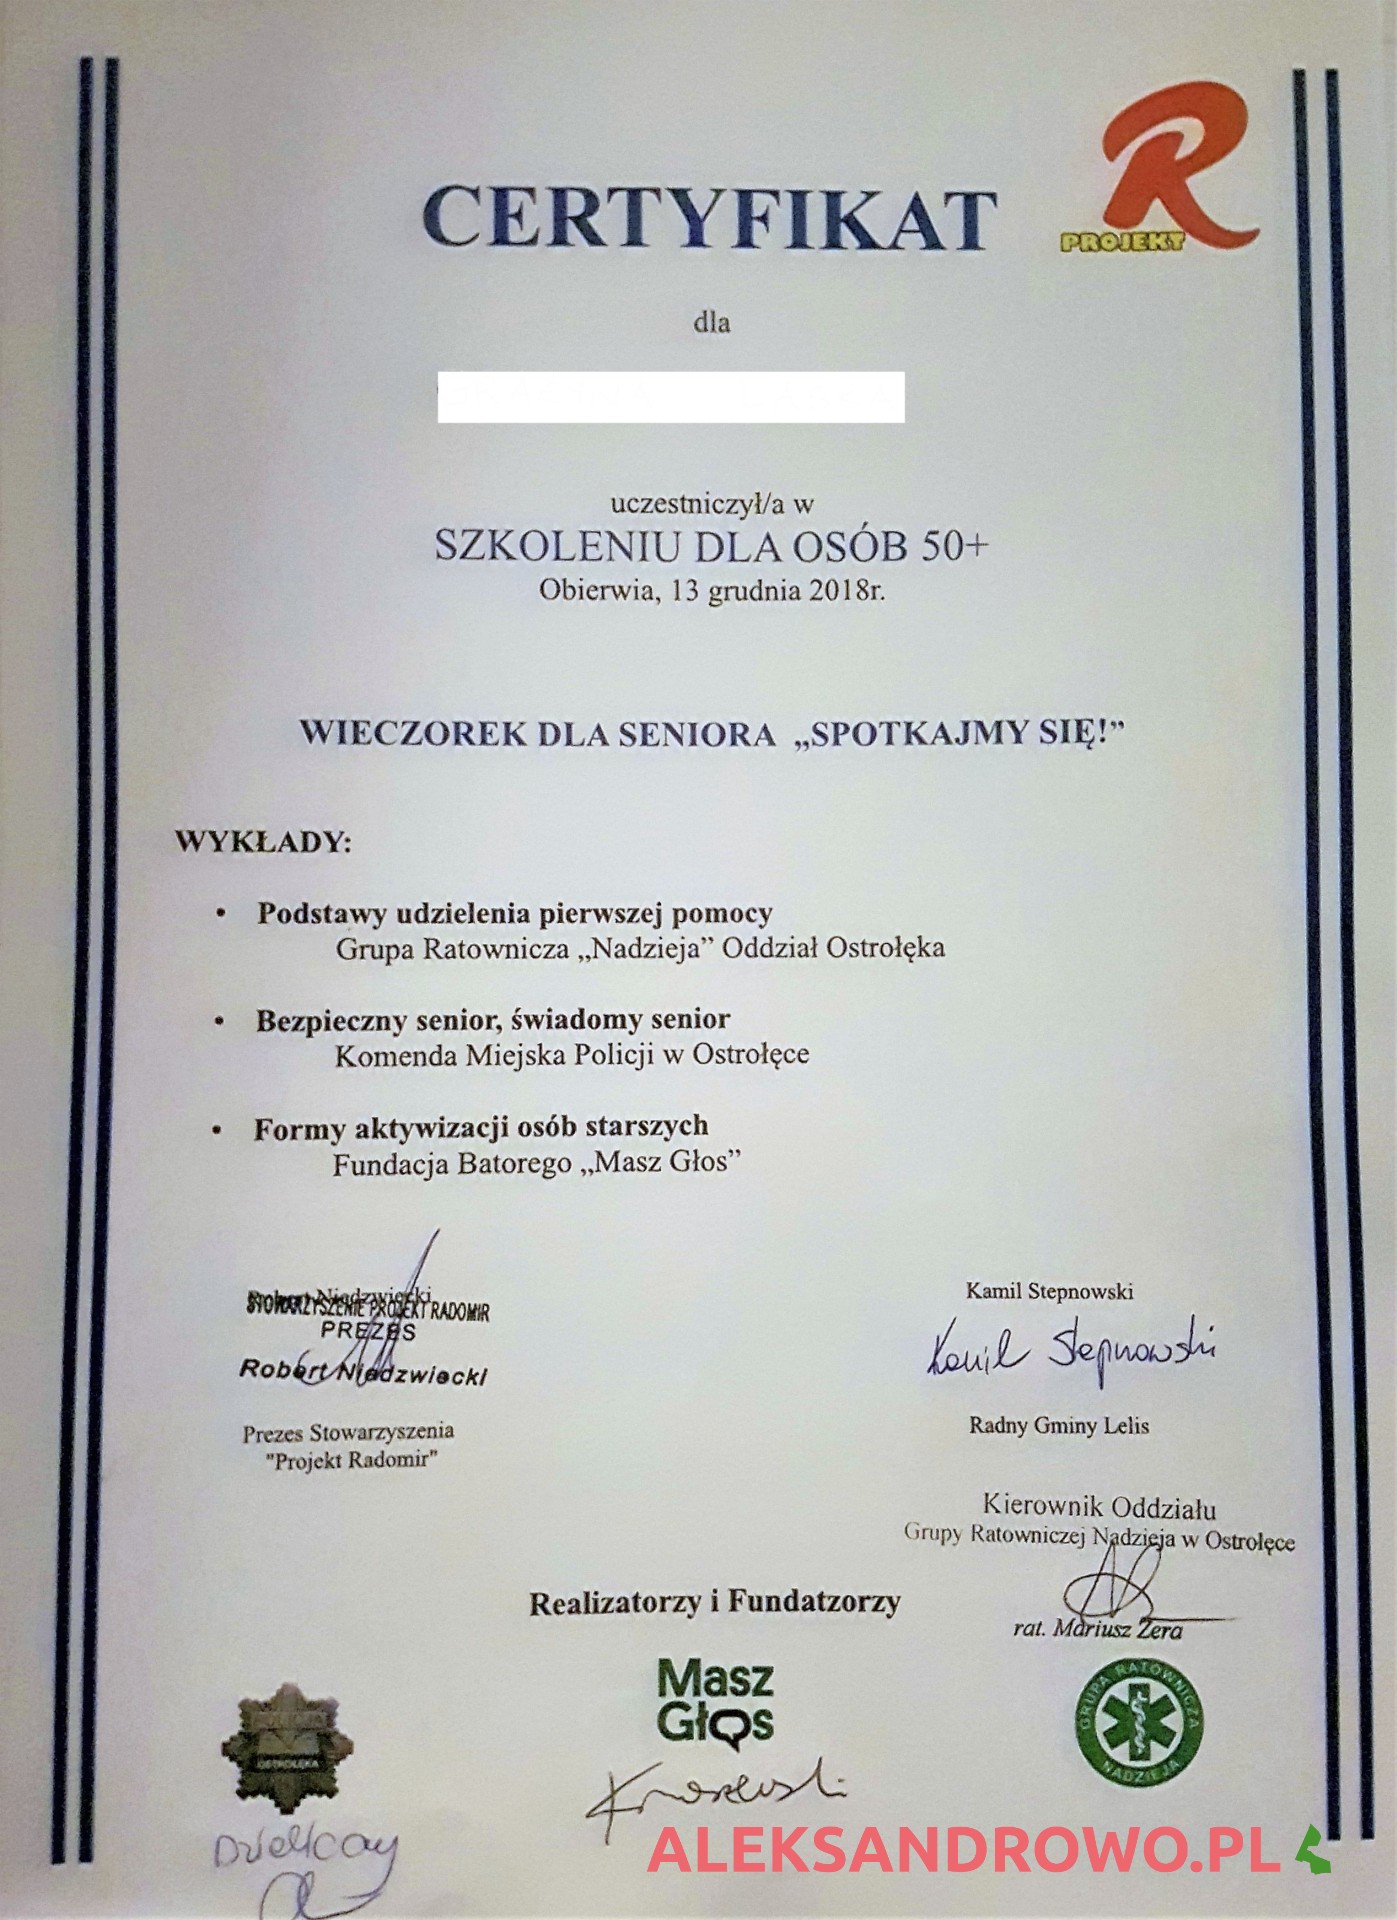 CERTYFIKAT
R
PROJEKT
dla
uczestniczył/a w
SZKOLENIU DLA OSÓB 50+
Obierwia, 13 grudnia 2018r.
WIECZOREK DLA SENIORA „SPOTKAJMY SIĘ!”
WYKŁADY:
• Podstawy udzielenia pierwszej pomocy
Grupa Ratownicza „Nadzieja” Oddział Ostrołęka
• Bezpieczny senior, świadomy senior
Komenda Miejska Policji w Ostrołęce
• Formy aktywizacji osób starszych
Fundacja Batorego „Masz Głos”
Robert Niedzwiecki
STOWARZYSZENIE PROJEKT RADOMIR
PREZES
Robert Niedzwiecki
Prezes Stowarzyszenia
"Projekt Radomir"
Kamil Stepnowski
Kamil Stepnowski
Radny Gminy Lelis
Kierownik Oddziału
Grupy Ratowniczej Nadzieja w Ostrołęce
rat. Mariusz Żera
Realizatorzy i Fundatzorzy
OSTROŁĘKA
Masz
Głos
GRUPA RATOWNICZA
NADZIEJA
ALEKSANDROWO.PL